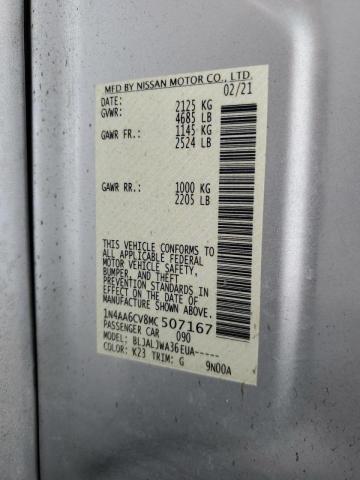 MFD BY NISSAN MOTOR CO., LTD.
DATE: 02/21
GVWR: 2125 KG
4685 LB
GAWR FR.: 1145 KG
2524 LB
GAWR RR.: 1000 KG
2205 LB
THIS VEHICLE CONFORMS TO
ALL APPLICABLE FEDERAL
MOTOR VEHICLE SAFETY,
BUMPER, AND THEFT
PREVENTION STANDARDS IN
EFFECT ON THE DATE OF
MANUFACTURE SHOWN ABOVE.
1N4AA6CV8MC507167
PASSENGER CAR 090
MODEL: BLJALJWA36EUA-----
COLOR: K23 TRIM: G 9N00A